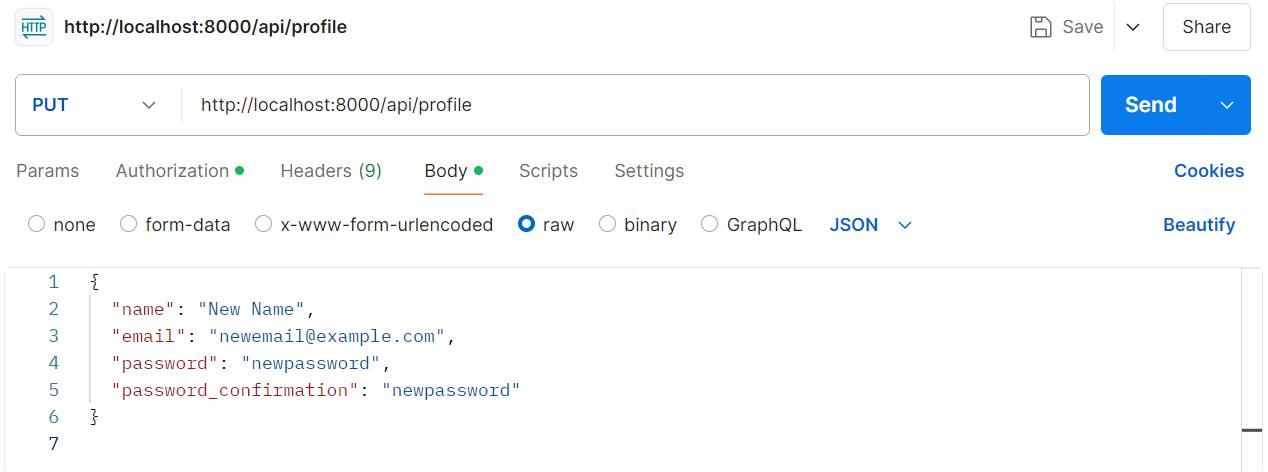 HTTP http://localhost:8000/api/profile Save Share
PUT http://localhost:8000/api/profile Send
Params Authorization Headers (9) Body Scripts Settings Cookies
none form-data x-www-form-urlencoded raw binary GraphQL JSON Beautify
1 {
2 "name": "New Name",
3 "email": "newemail@example.com",
4 "password": "newpassword",
5 "password_confirmation": "newpassword"
6 }
7